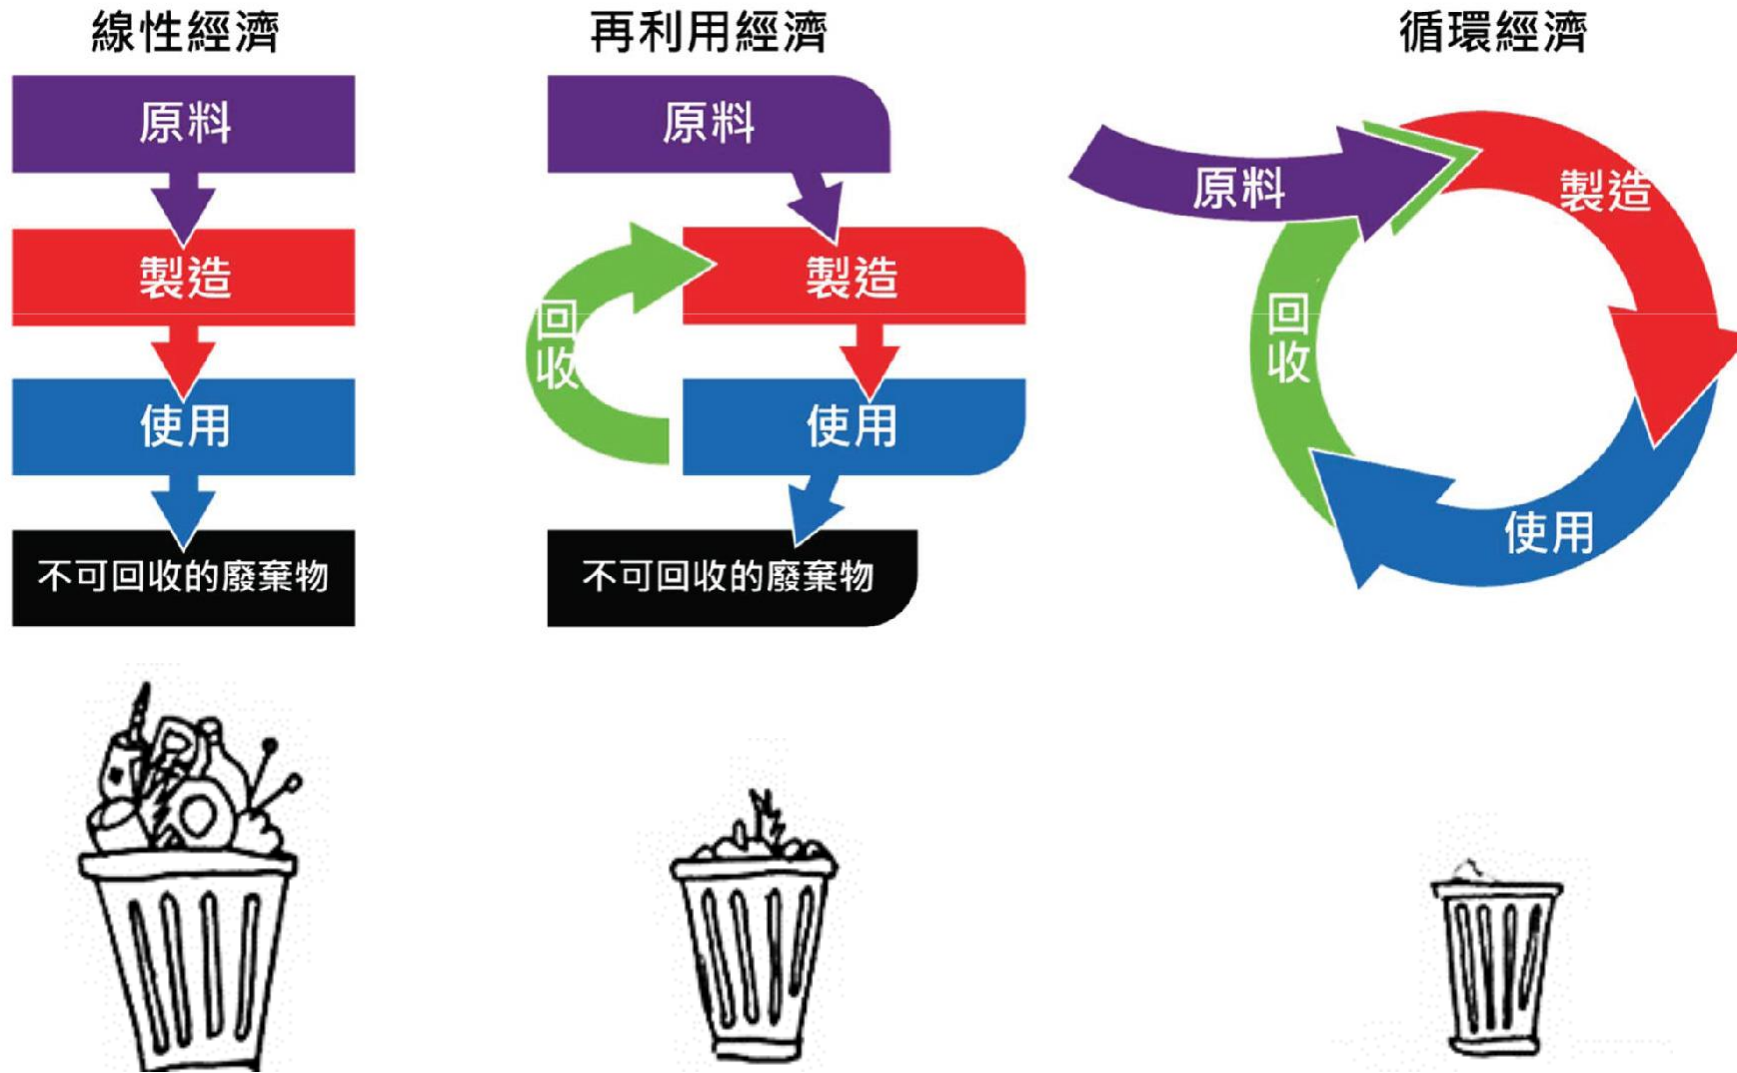 線性經濟
原料
製造
使用
不可回收的廢棄物
再利用經濟
原料
製造
回收
使用
不可回收的廢棄物
循環經濟
原料
製造
回收
使用